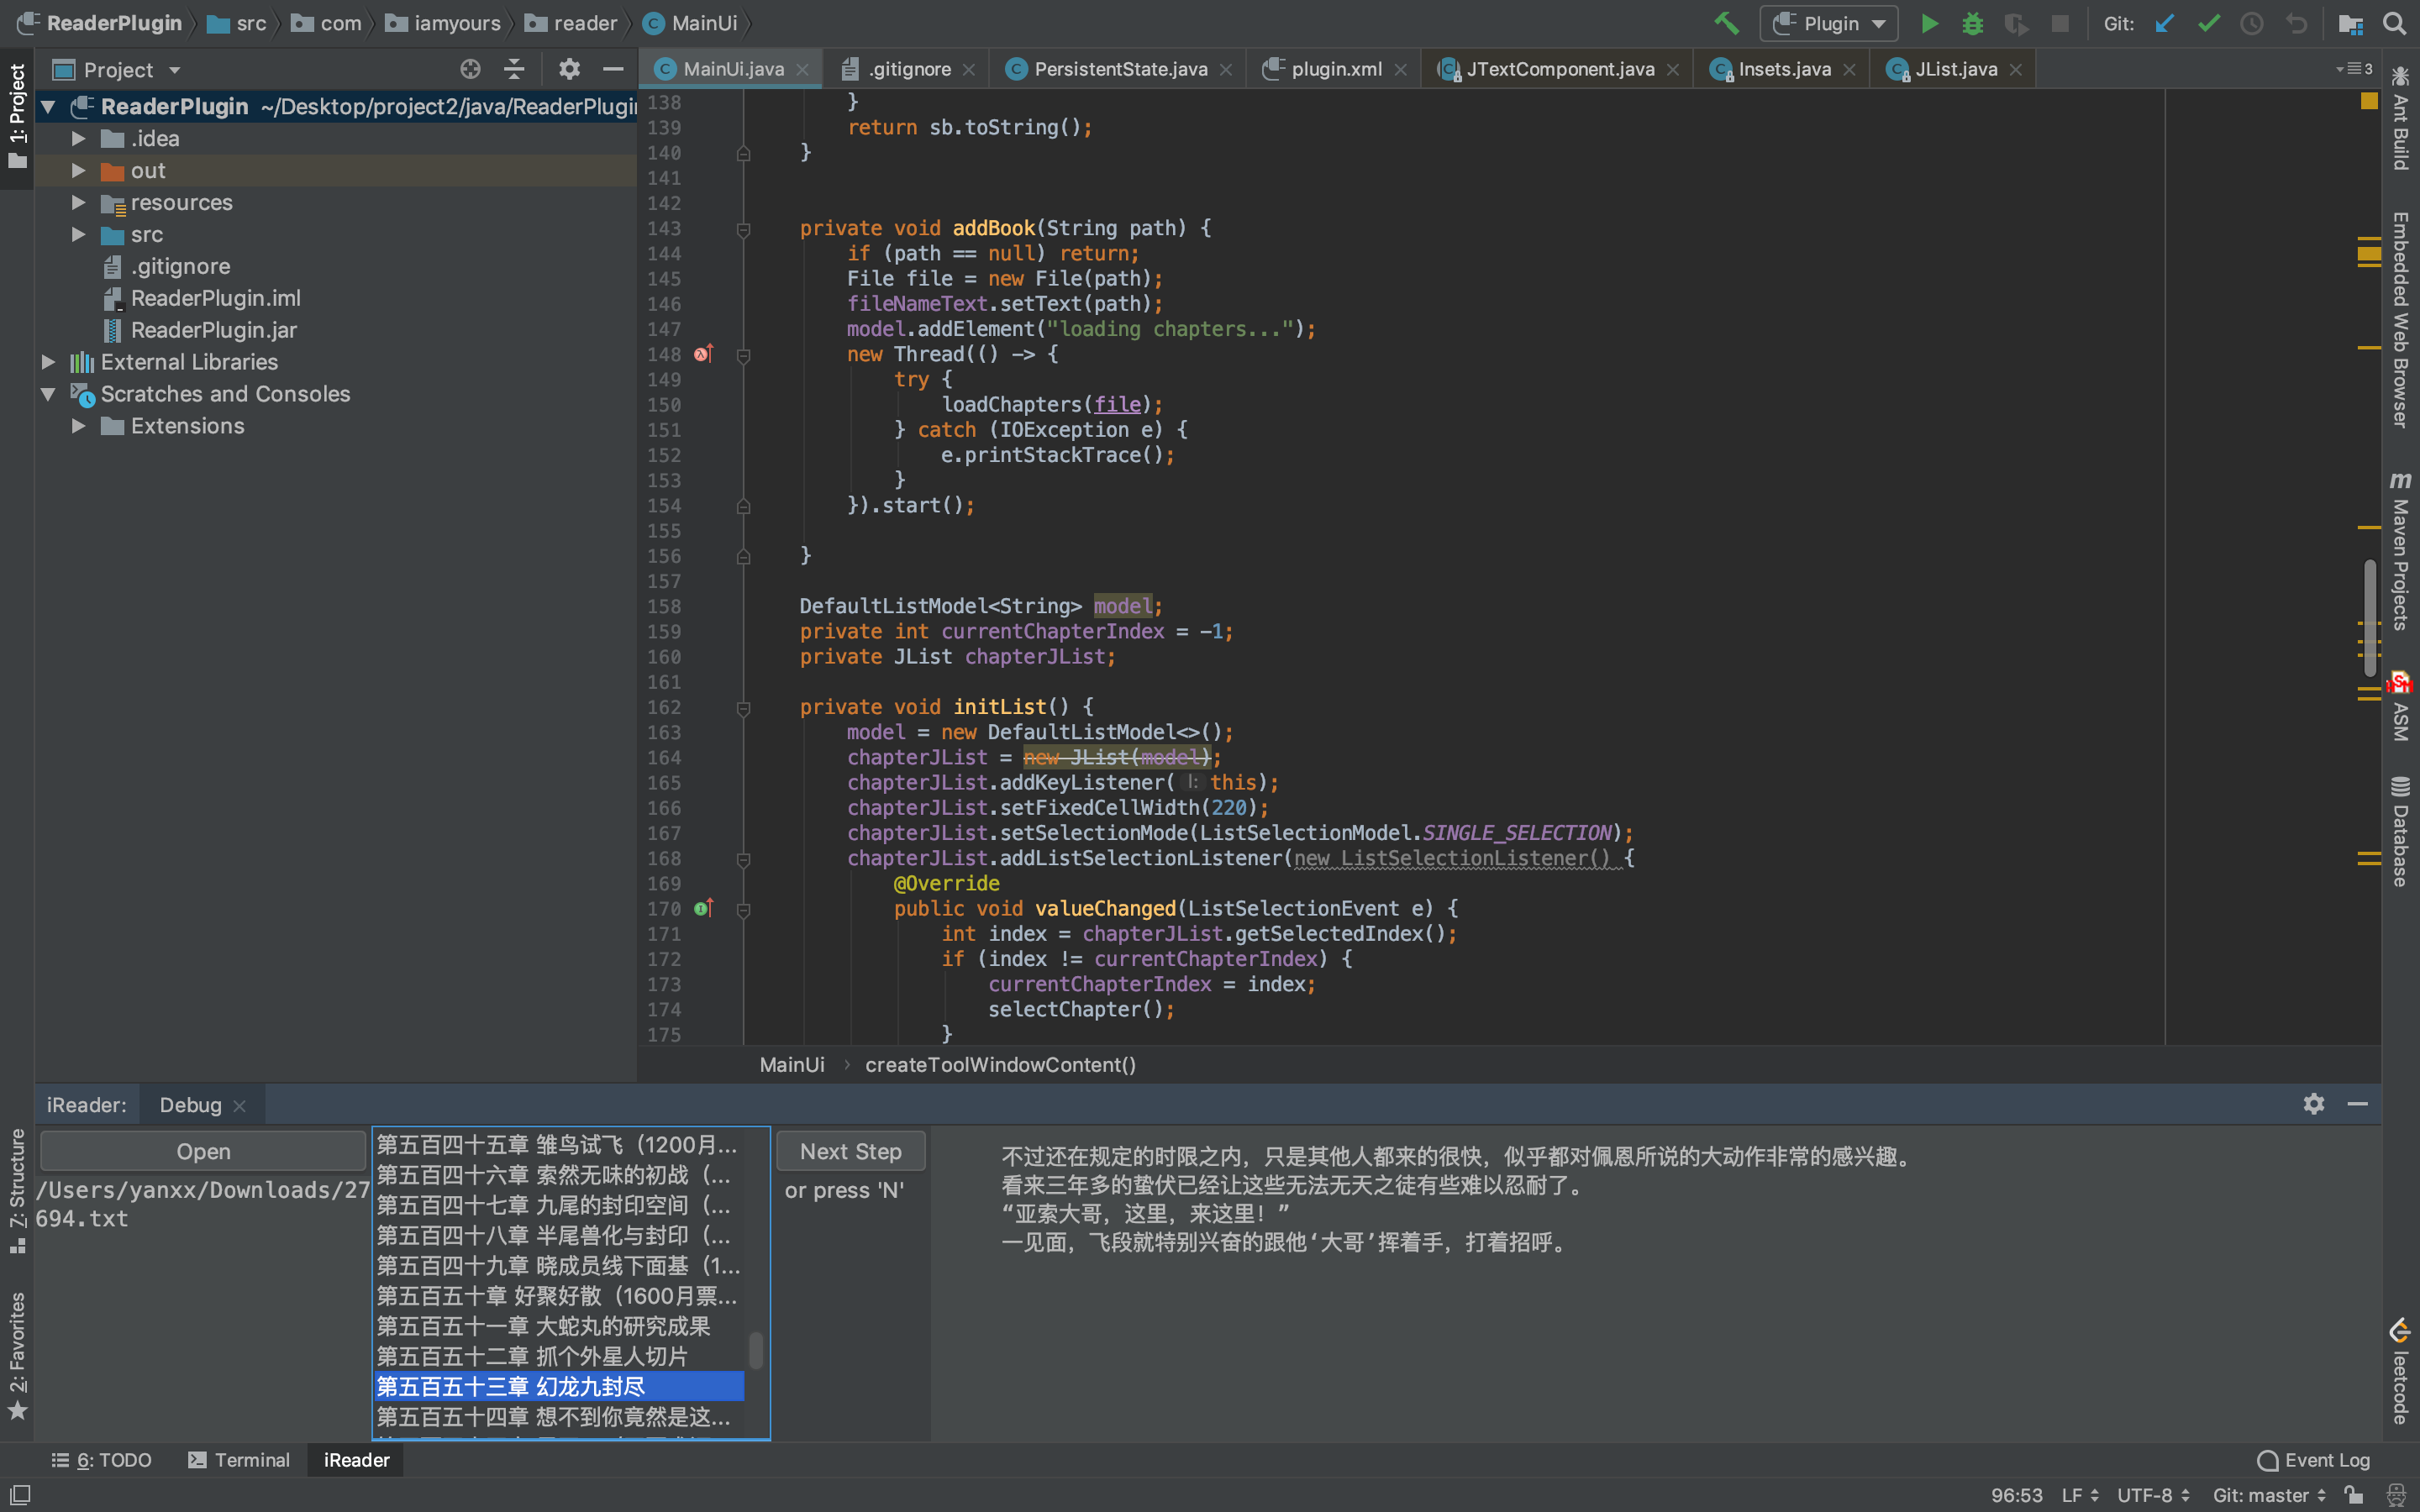 ReaderPlugin src com iamyours reader MainUi Plugin Git:
1: Project
Project
ReaderPlugin ~/Desktop/project2/java/ReaderPlugin
.idea
out
resources
src
.gitignore
ReaderPlugin.iml
ReaderPlugin.jar
External Libraries
Scratches and Consoles
Extensions
MainUi.java .gitignore PersistentState.java plugin.xml JTextComponent.java Insets.java JList.java 3
138 }
139 return sb.toString();
140 }
141
142
143 private void addBook(String path) {
144 if (path == null) return;
145 File file = new File(path);
146 fileNameText.setText(path);
147 model.addElement("loading chapters...");
148 new Thread(() -> {
149 try {
150 loadChapters(file);
151 } catch (IOException e) {
152 e.printStackTrace();
153 }
154 }).start();
155
156 }
157
158 DefaultListModel<String> model;
159 private int currentChapterIndex = -1;
160 private JList chapterJList;
161
162 private void initList() {
163 model = new DefaultListModel<>();
164 chapterJList = new JList(model);
165 chapterJList.addKeyListener( l: this);
166 chapterJList.setFixedCellWidth(220);
167 chapterJList.setSelectionMode(ListSelectionModel.SINGLE_SELECTION);
168 chapterJList.addListSelectionListener(new ListSelectionListener() {
169 @Override
170 public void valueChanged(ListSelectionEvent e) {
171 int index = chapterJList.getSelectedIndex();
172 if (index != currentChapterIndex) {
173 currentChapterIndex = index;
174 selectChapter();
175 }
MainUi › createToolWindowContent()
Ant Build
Embedded Web Browser
Maven Projects
ASM
Database
leetcode
7: Structure
2: Favorites
iReader: Debug
Open
/Users/yanxx/Downloads/27
694.txt
第五百四十五章 雏鸟试飞（1200月...
第五百四十六章 索然无味的初战（...
第五百四十七章 九尾的封印空间（...
第五百四十八章 半尾兽化与封印（...
第五百四十九章 晓成员线下面基（1...
第五百五十章 好聚好散（1600月票...
第五百五十一章 大蛇丸的研究成果
第五百五十二章 抓个外星人切片
第五百五十三章 幻龙九封尽
第五百五十四章 想不到你竟然是这...
Next Step
or press 'N'
不过还在规定的时限之内，只是其他人都来的很快，似乎都对佩恩所说的大动作非常的感兴趣。
看来三年多的蛰伏已经让这些无法无天之徒有些难以忍耐了。
“亚索大哥，这里，来这里！”
一见面，飞段就特别兴奋的跟他‘大哥’挥着手，打着招呼。
6: TODO Terminal iReader Event Log
96:53 LF UTF-8 Git: master